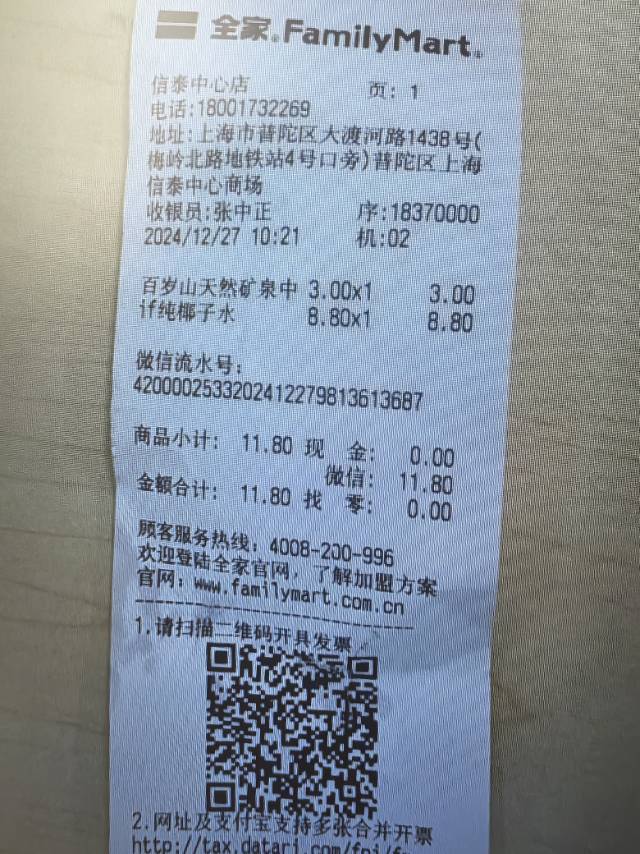 全家 FamilyMart
信泰中心店 页: 1
电话:18001732269
地址:上海市普陀区大渡河路1438号(
梅岭北路地铁站4号口旁)普陀区上海
信泰中心商场
收银员:张中正 序:18370000
2024/12/27 10:21 机:02
百岁山天然矿泉中 3.00x1 3.00
if纯椰子水 8.80x1 8.80
微信流水号:
4200002533202412279813613687
商品小计: 11.80 现 金: 0.00
微信: 11.80
金额合计: 11.80 找 零: 0.00
顾客服务热线: 4008-200-996
欢迎登陆全家官网, 了解加盟方案
官网: www.familymart.com.cn
1.请扫描二维码开具发票
2.网址及支付宝支持多张合并开票
http://tax.datarj.com/fpj/